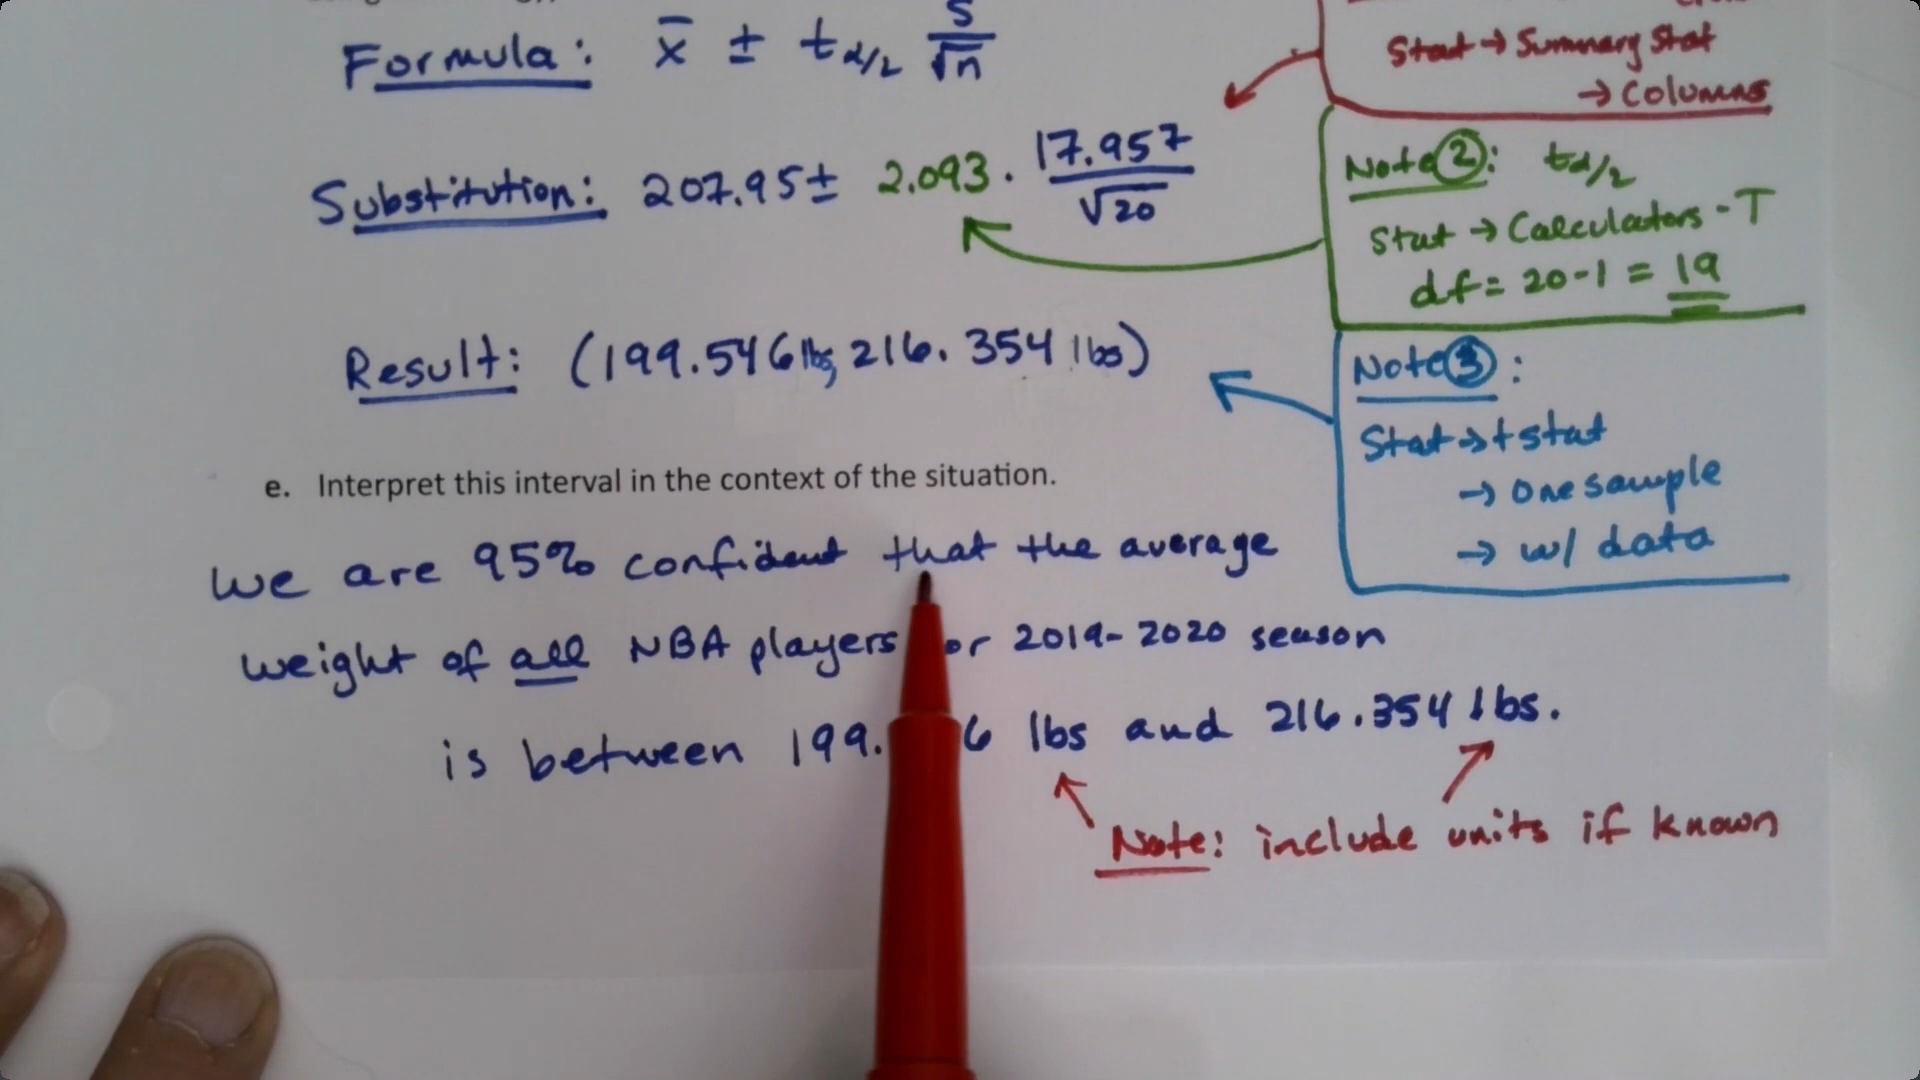 Formula: x̄ ± t α/2 s/√n
Stat → Summary Stat
→ Columns
Substitution: 207.95 ± 2.093 · 17.957/√20
Note ②: t α/2
Stat → Calculators - T
df = 20-1 = 19
Result: (199.546 lbs, 216.354 lbs)
Note ③:
Stat → t stat
→ One sample
→ w/ data
e. Interpret this interval in the context of the situation.
We are 95% confident that the average
weight of all NBA players or 2019-2020 season
is between 199. 6 lbs and 216.354 lbs.
Note: include units if known